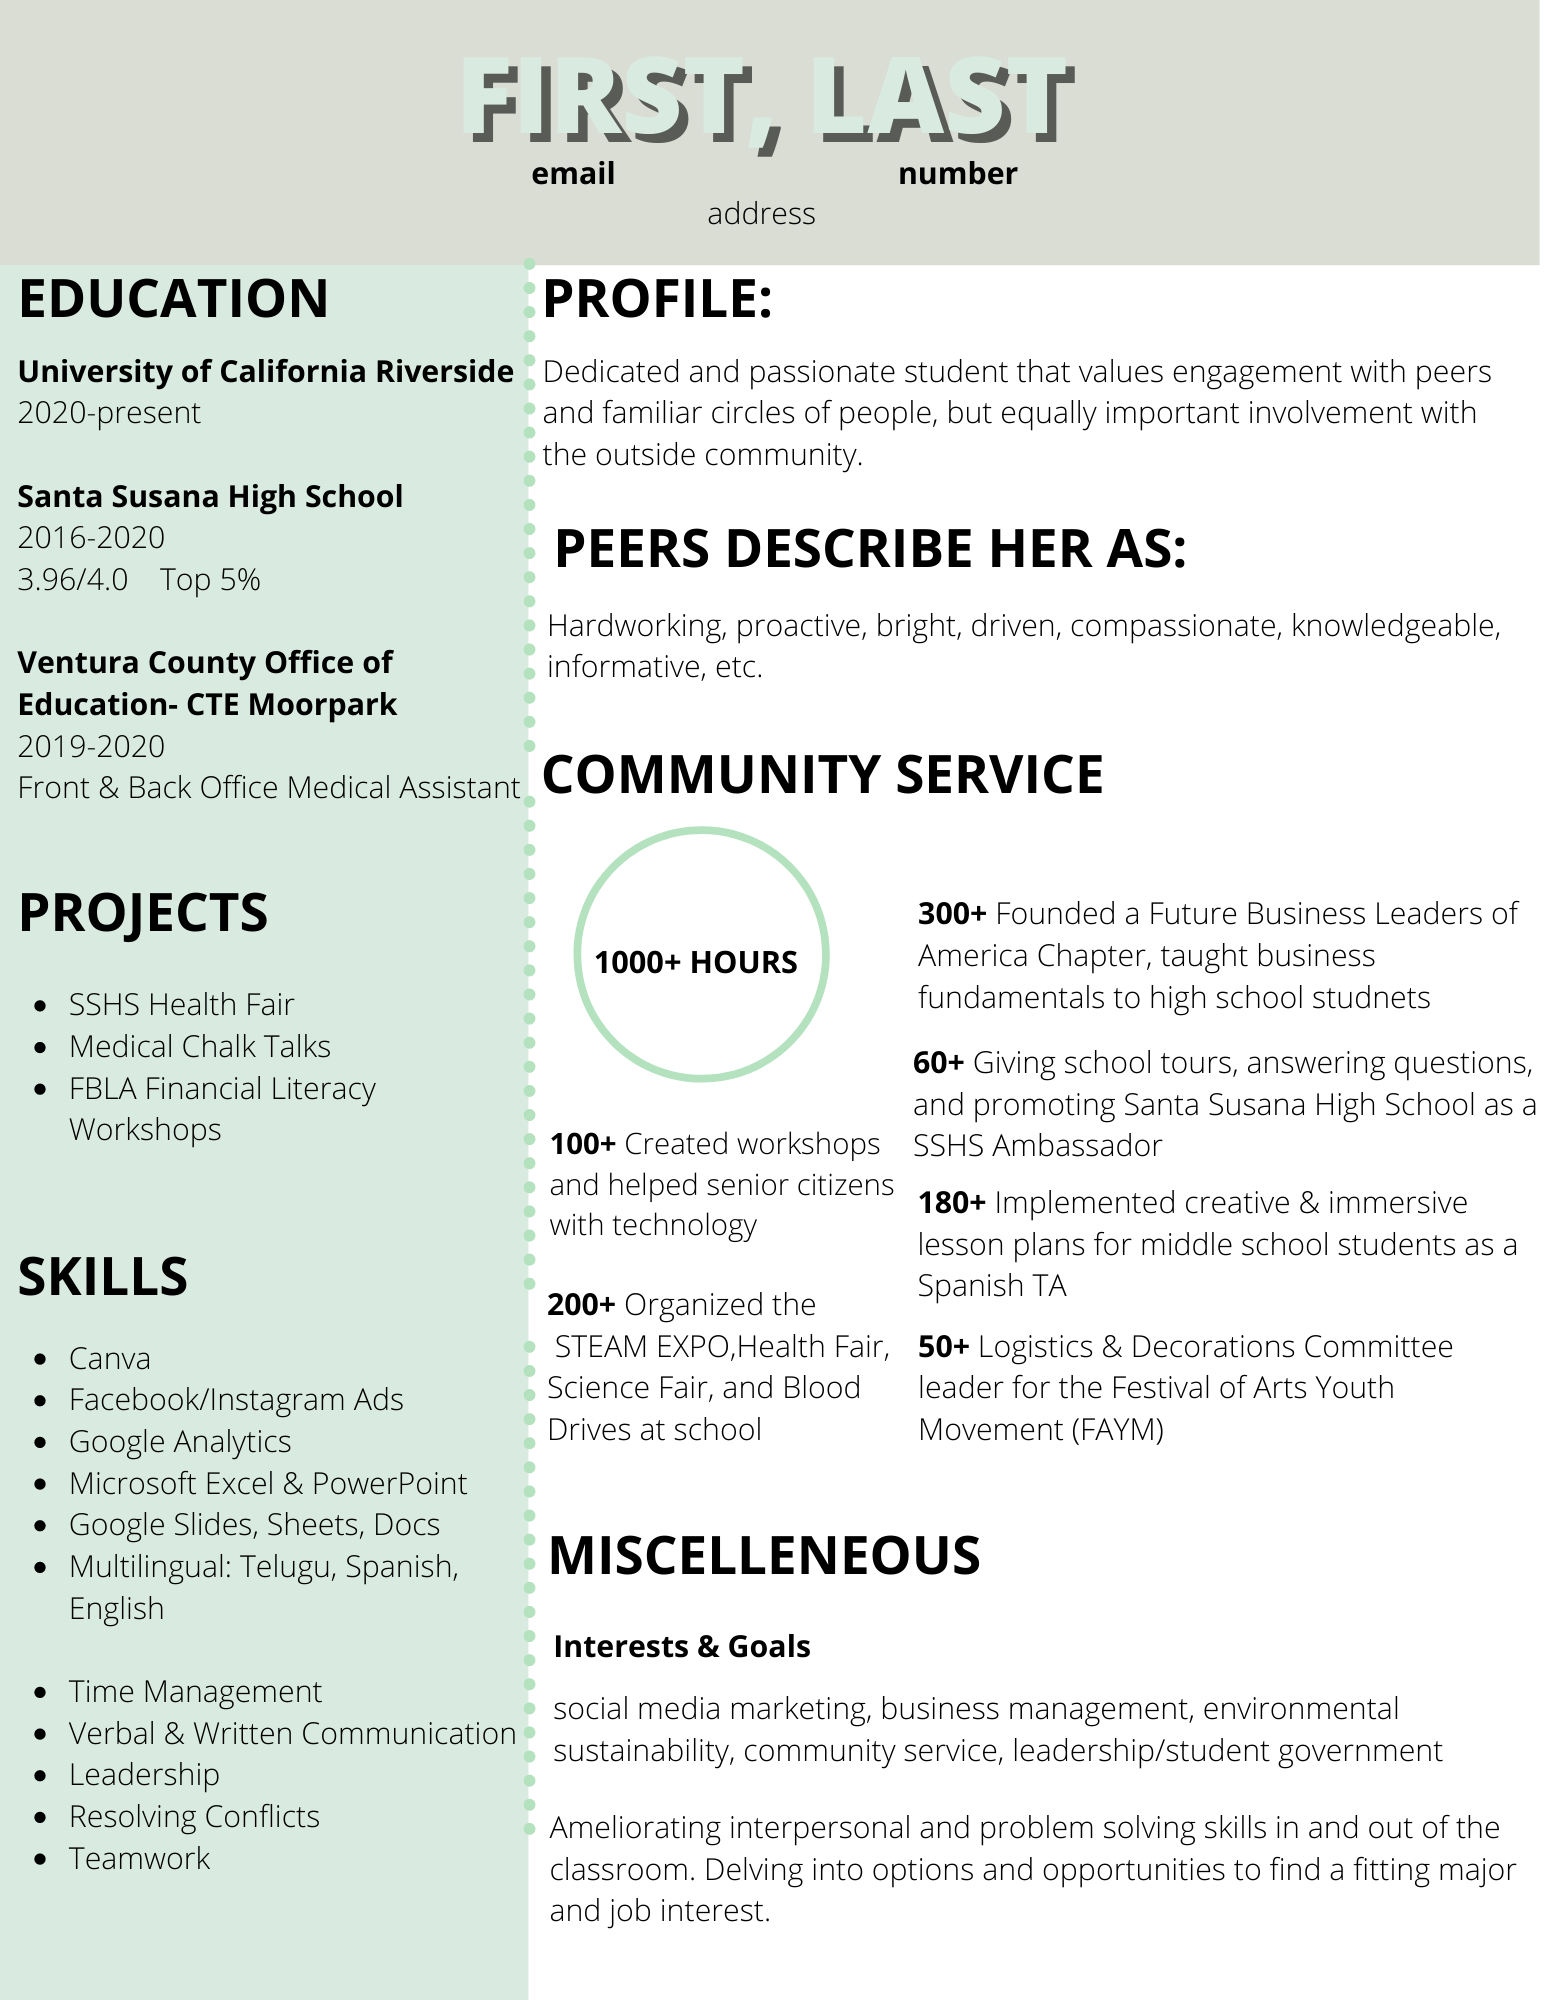 FIRST, LAST
email number
address
EDUCATION
University of California Riverside
2020-present
Santa Susana High School
2016-2020
3.96/4.0 Top 5%
Ventura County Office of
Education- CTE Moorpark
2019-2020
Front & Back Office Medical Assistant
PROJECTS
• SSHS Health Fair
• Medical Chalk Talks
• FBLA Financial Literacy
Workshops
SKILLS
• Canva
• Facebook/Instagram Ads
• Google Analytics
• Microsoft Excel & PowerPoint
• Google Slides, Sheets, Docs
• Multilingual: Telugu, Spanish,
English
• Time Management
• Verbal & Written Communication
• Leadership
• Resolving Conflicts
• Teamwork
PROFILE:
Dedicated and passionate student that values engagement with peers
and familiar circles of people, but equally important involvement with
the outside community.
PEERS DESCRIBE HER AS:
Hardworking, proactive, bright, driven, compassionate, knowledgeable,
informative, etc.
COMMUNITY SERVICE
1000+ HOURS
100+ Created workshops
and helped senior citizens
with technology
200+ Organized the
STEAM EXPO,Health Fair,
Science Fair, and Blood
Drives at school
300+ Founded a Future Business Leaders of
America Chapter, taught business
fundamentals to high school studnets
60+ Giving school tours, answering questions,
and promoting Santa Susana High School as a
SSHS Ambassador
180+ Implemented creative & immersive
lesson plans for middle school students as a
Spanish TA
50+ Logistics & Decorations Committee
leader for the Festival of Arts Youth
Movement (FAYM)
MISCELLENEOUS
Interests & Goals
social media marketing, business management, environmental
sustainability, community service, leadership/student government
Ameliorating interpersonal and problem solving skills in and out of the
classroom. Delving into options and opportunities to find a fitting major
and job interest.